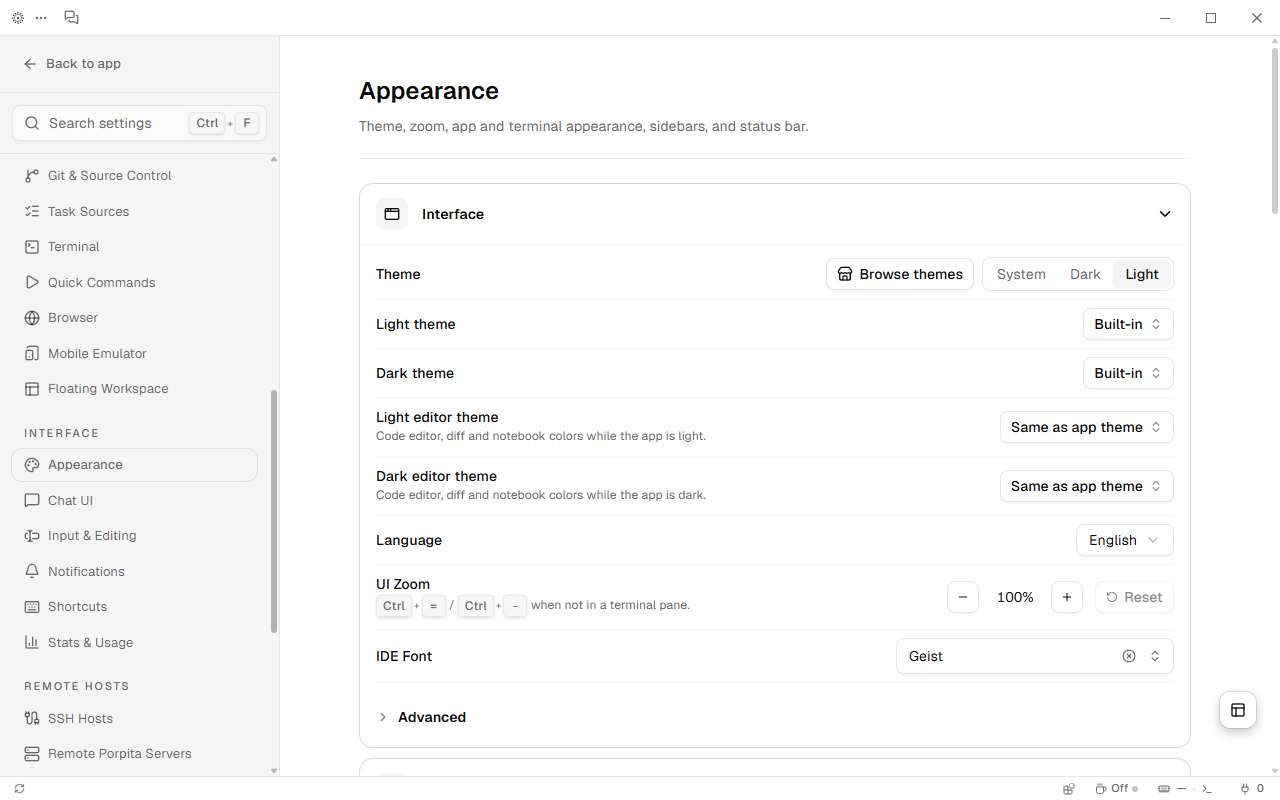 Back to app
Search settings Ctrl + F
Git & Source Control
Task Sources
Terminal
Quick Commands
Browser
Mobile Emulator
Floating Workspace
INTERFACE
Appearance
Chat UI
Input & Editing
Notifications
Shortcuts
Stats & Usage
REMOTE HOSTS
SSH Hosts
Remote Porpita Servers
Appearance
Theme, zoom, app and terminal appearance, sidebars, and status bar.
Interface
Theme Browse themes System Dark Light
Light theme Built-in
Dark theme Built-in
Light editor theme Same as app theme
Code editor, diff and notebook colors while the app is light.
Dark editor theme Same as app theme
Code editor, diff and notebook colors while the app is dark.
Language English
UI Zoom 100% Reset
Ctrl + = / Ctrl + - when not in a terminal pane.
IDE Font Geist
Advanced
Off 0